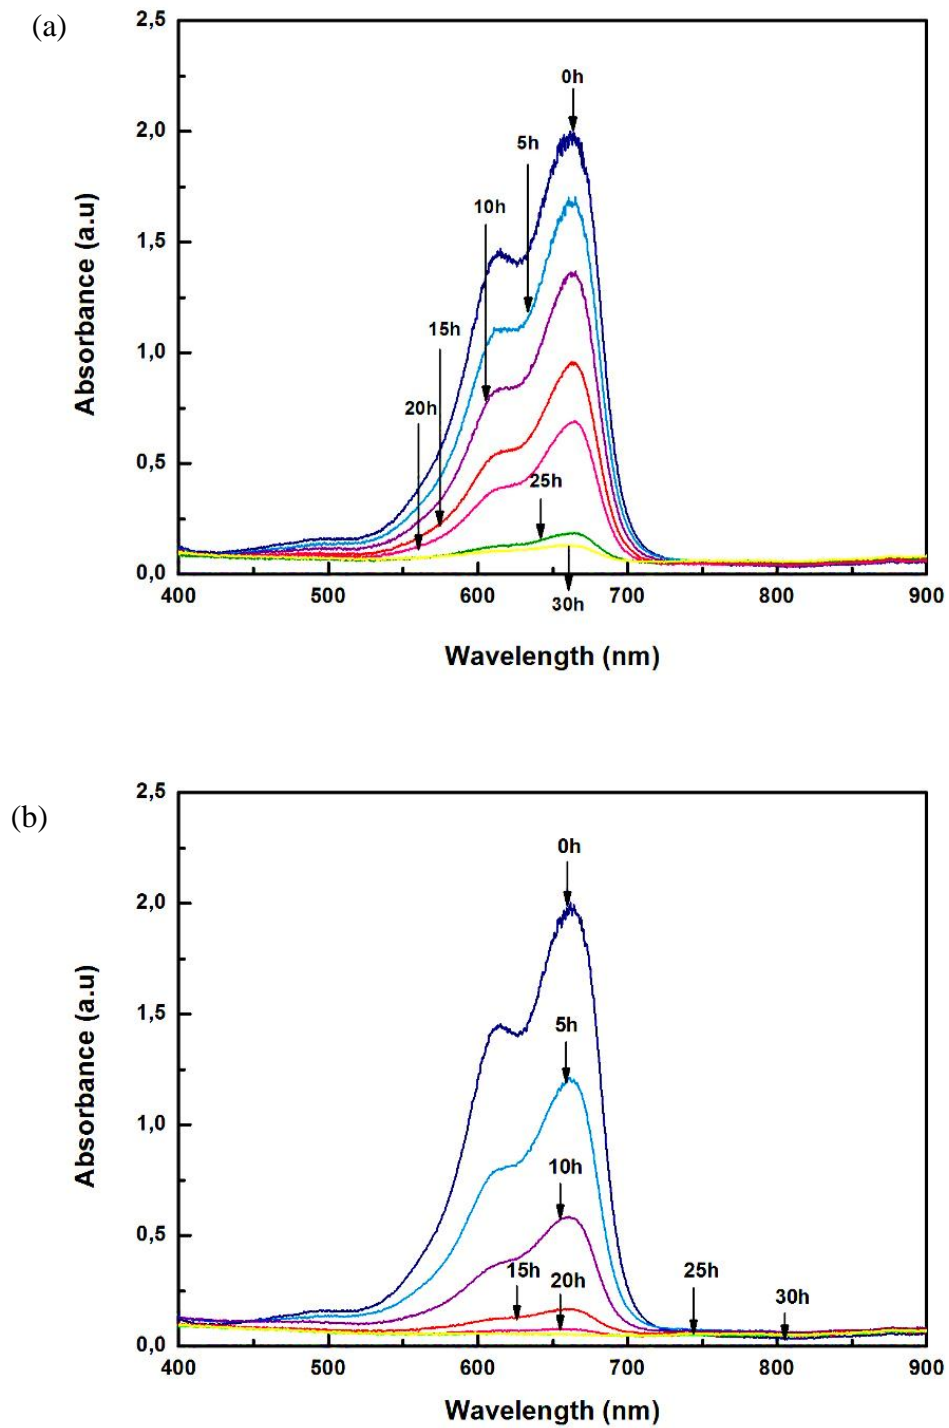 (a)
2,5
2,0
1,5
1,0
0,5
0,0
Absorbance (a.u)
0h
5h
10h
15h
20h
25h
30h
400 500 600 700 800 900
Wavelength (nm)
(b)
2,5
2,0
1,5
1,0
0,5
0,0
Absorbance (a.u)
0h
5h
10h
15h
20h
25h
30h
400 500 600 700 800 900
Wavelength (nm)